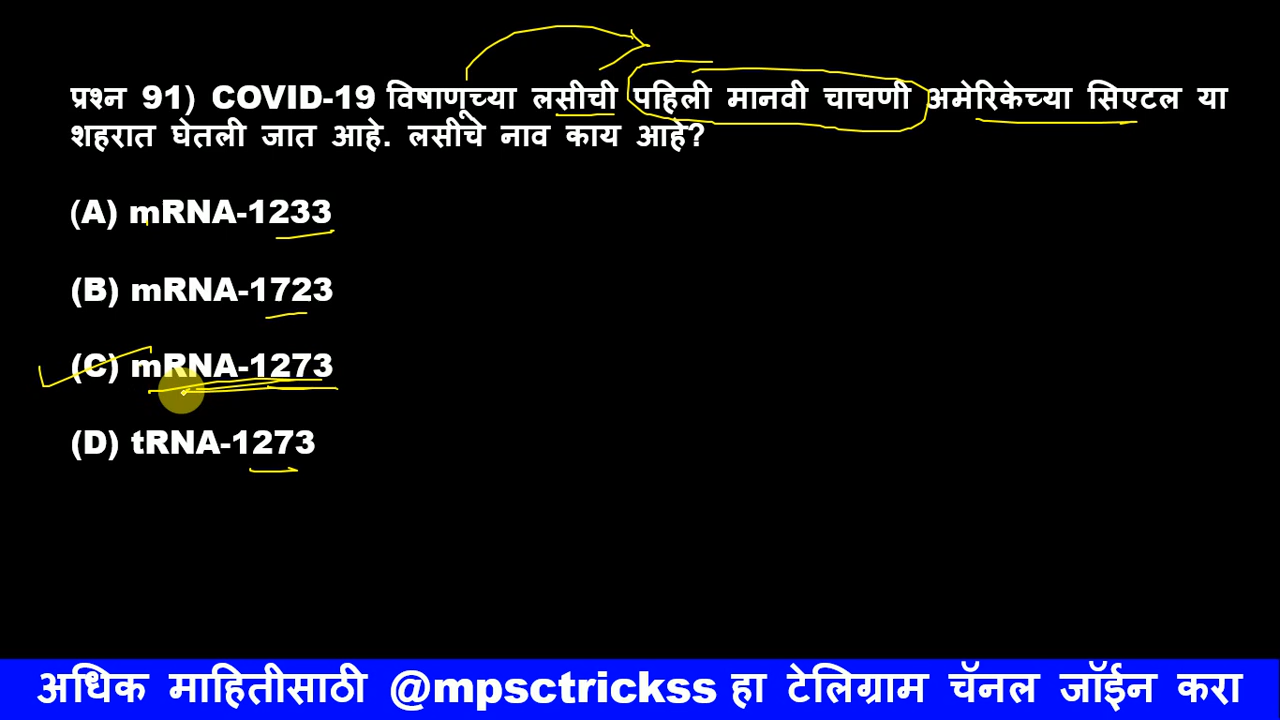 प्रश्न 91) COVID-19 विषाणूच्या लसीची पहिली मानवी चाचणी अमेरिकेच्या सिएटल या
शहरात घेतली जात आहे. लसीचे नाव काय आहे?
(A) mRNA-1233
(B) mRNA-1723
(C) mRNA-1273
(D) tRNA-1273
अधिक माहितीसाठी @mpsctrickss हा टेलिग्राम चॅनल जॉईन करा